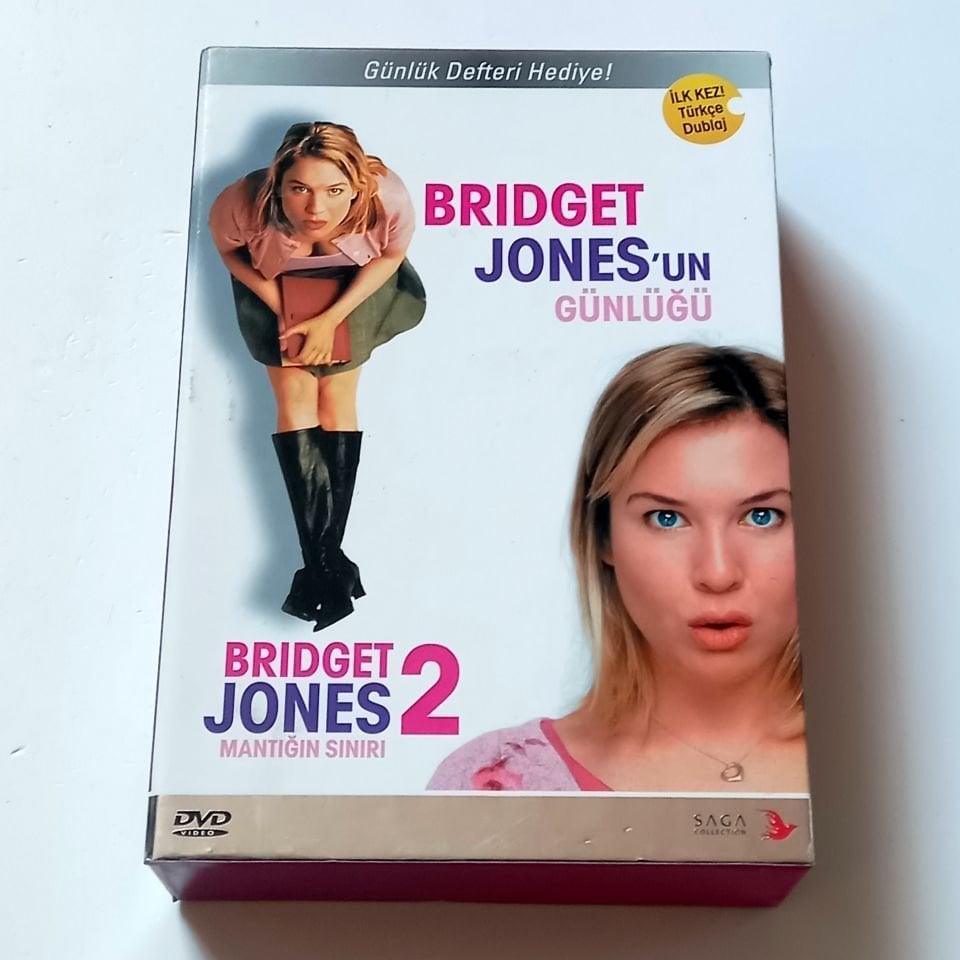 Günlük Defteri Hediye!
İLK KEZ!
Türkçe
Dublaj
BRIDGET
JONES'UN
GÜNLÜĞÜ
BRIDGET
JONES 2
MANTIĞIN SINIRI
DVD
VIDEO
SAGA
COLLECTION